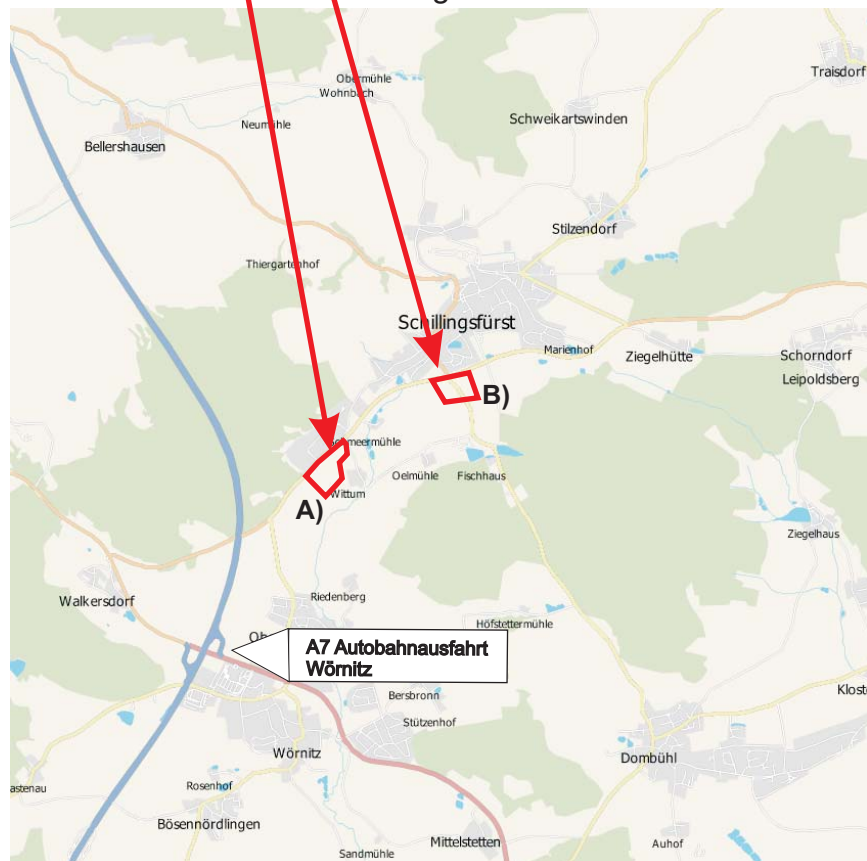 Traisdorf
Obermühle
Wohnbach
Schweikartswinden
Neumühle
Bellershausen
Stilzendorf
Thiergartenhof
Schillingsfürst
Marienhof
Ziegelhütte
Schorndorf
Leipoldsberg
B)
Oelmühle
Fischhaus
Wittum
A)
Ziegelhaus
Riedenberg
Walkersdorf
Höfstettermühle
A7 Autobahnausfahrt
Wörnitz
Bersbronn
Stützenhof
Wörnitz
Dombühl
Rosenhof
Bösennördlingen
Mittelstetten
Auhof
Sandmühle